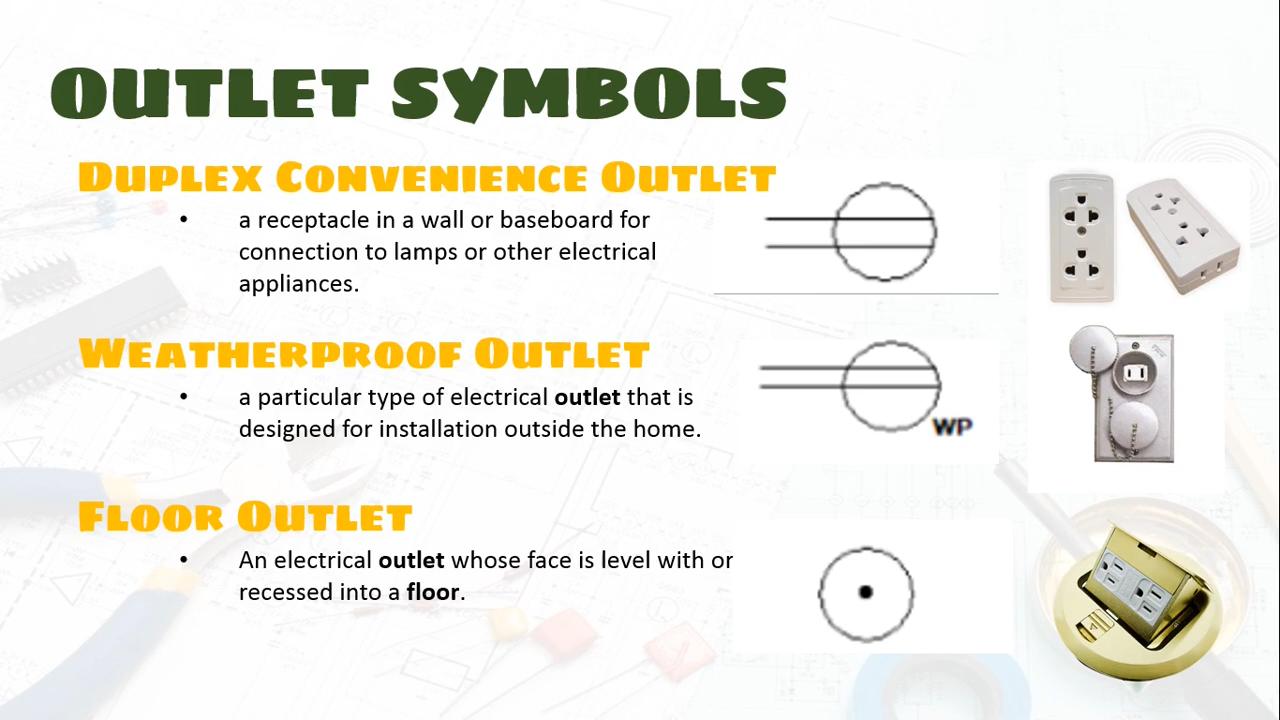 OUTLET SYMBOLS
DUPLEX CONVENIENCE OUTLET
• a receptacle in a wall or baseboard for
connection to lamps or other electrical
appliances.
WEATHERPROOF OUTLET
• a particular type of electrical outlet that is
designed for installation outside the home.
WP
FLOOR OUTLET
• An electrical outlet whose face is level with or
recessed into a floor.